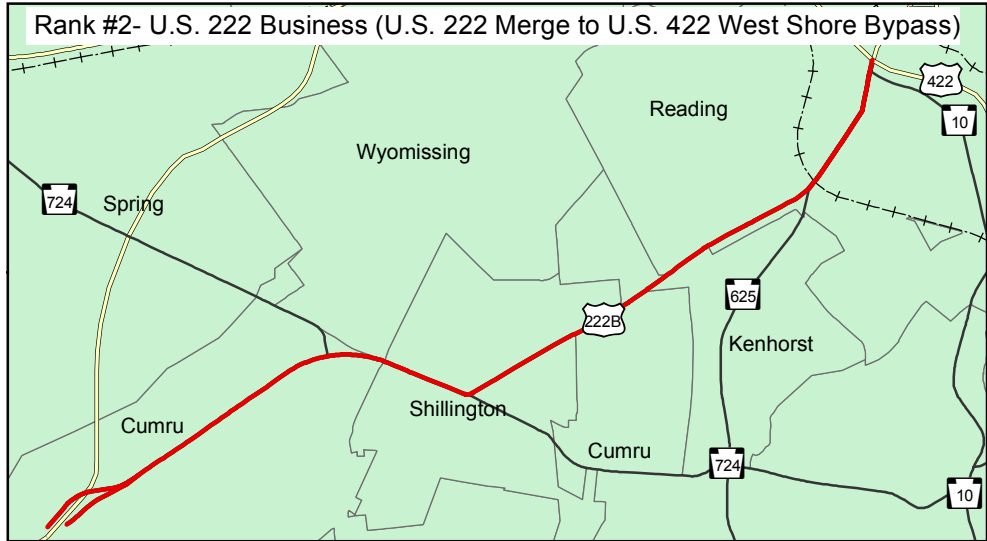 Rank #2- U.S. 222 Business (U.S. 222 Merge to U.S. 422 West Shore Bypass)
422
Reading
10
Wyomissing
724
Spring
625
222B
Kenhorst
Shillington
Cumru
Cumru
724
10